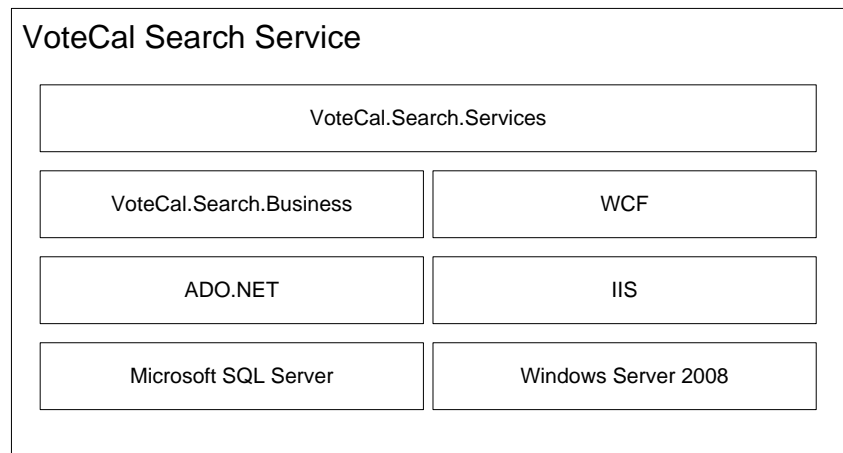 VoteCal Search Service
VoteCal.Search.Services
VoteCal.Search.Business
WCF
ADO.NET
IIS
Microsoft SQL Server
Windows Server 2008